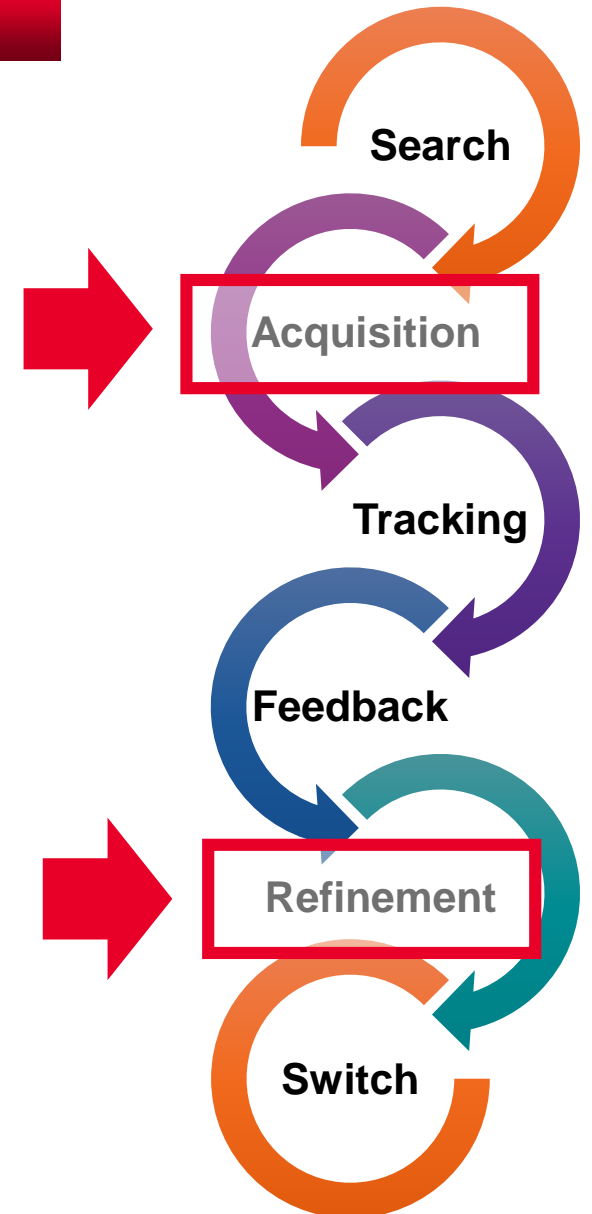 Search
Acquisition
Tracking
Feedback
Refinement
Switch